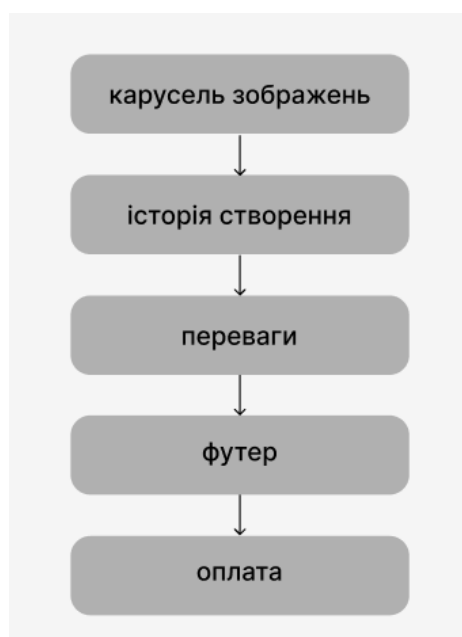 карусель зображень
історія створення
переваги
футер
оплата